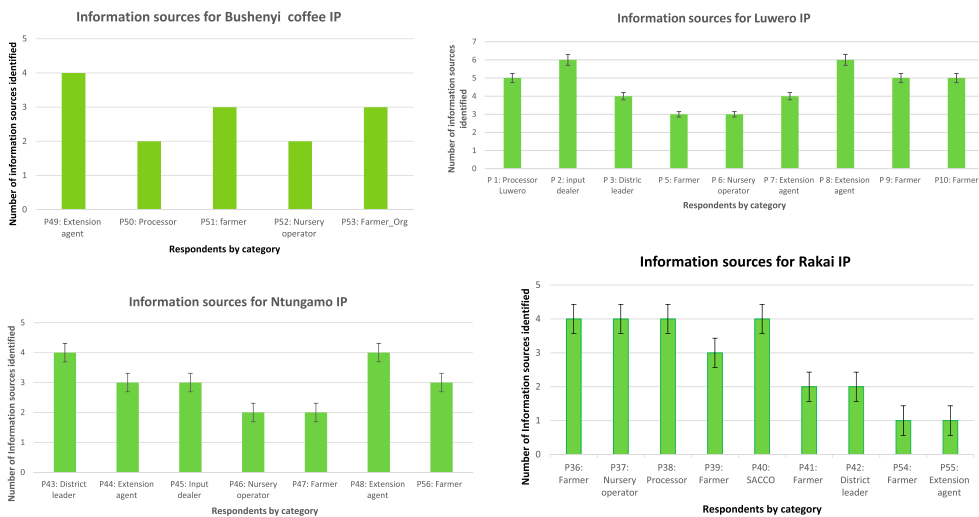 Information sources for Bushenyi coffee IP
Number of information sources identified
5
4
3
2
1
0
P49: Extension
agent
P50: Processor
P51: farmer
P52: Nursery
operator
P53: Farmer_Org
Respondents by category
Information sources for Luwero IP
Number of information sources
identified
7
6
5
4
3
2
1
0
P 1: Processor
Luwero
P 2: input
dealer
P 3: Distric
leader
P 5: Farmer
P 6: Nursery
operator
P 7: Extension
agent
P 8: Extension
agent
P 9: Farmer
P10: Farmer
Respondents by category
Information sources for Ntungamo IP
Number of Information sources identified
5
4
3
2
1
0
P43: District
leader
P44: Extension
agent
P45: Input
dealer
P46: Nursery
operator
P47: Farmer
P48: Extension
agent
P56: Farmer
Respondents by category
Information sources for Rakai IP
Number of Information sources identified
5
4
3
2
1
0
P36:
Farmer
P37:
Nursery
operator
P38:
Processor
P39:
Farmer
P40:
SACCO
P41:
Farmer
P42:
District
leader
P54:
Farmer
P55:
Extension
agent
Respondents by category